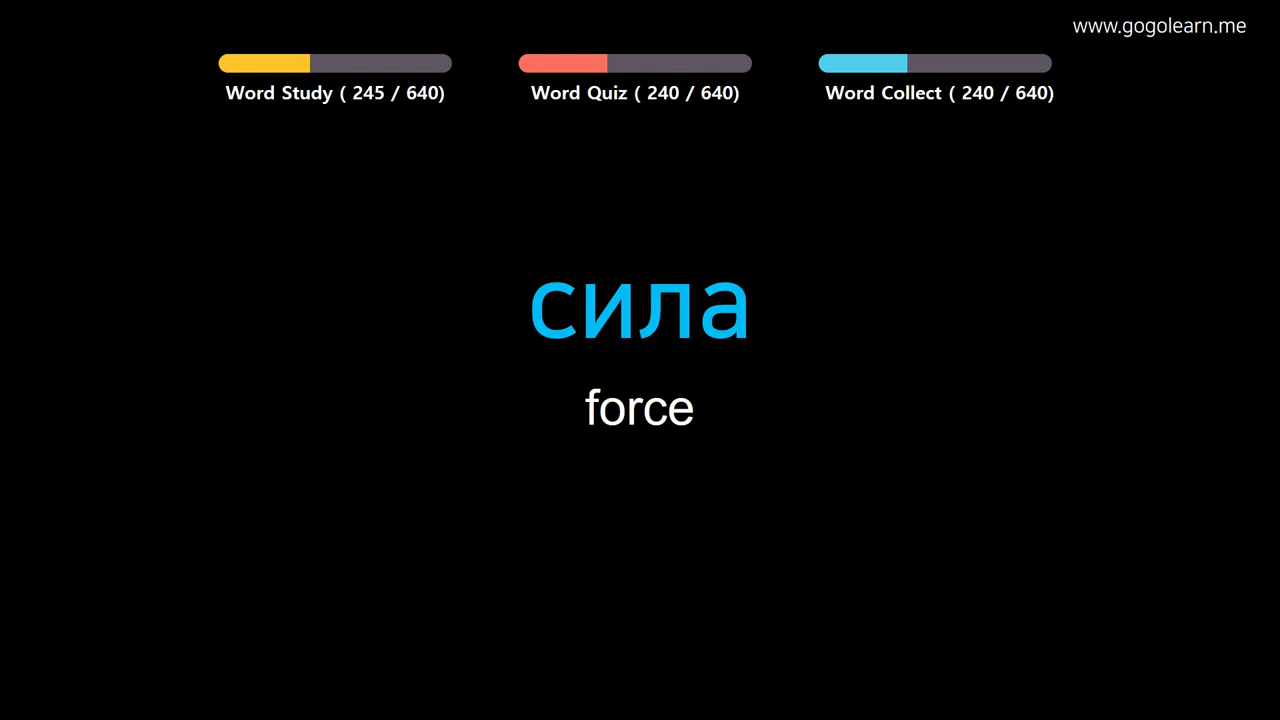 www.gogolearn.me
Word Study ( 245 / 640)
Word Quiz ( 240 / 640)
Word Collect ( 240 / 640)
сила
force